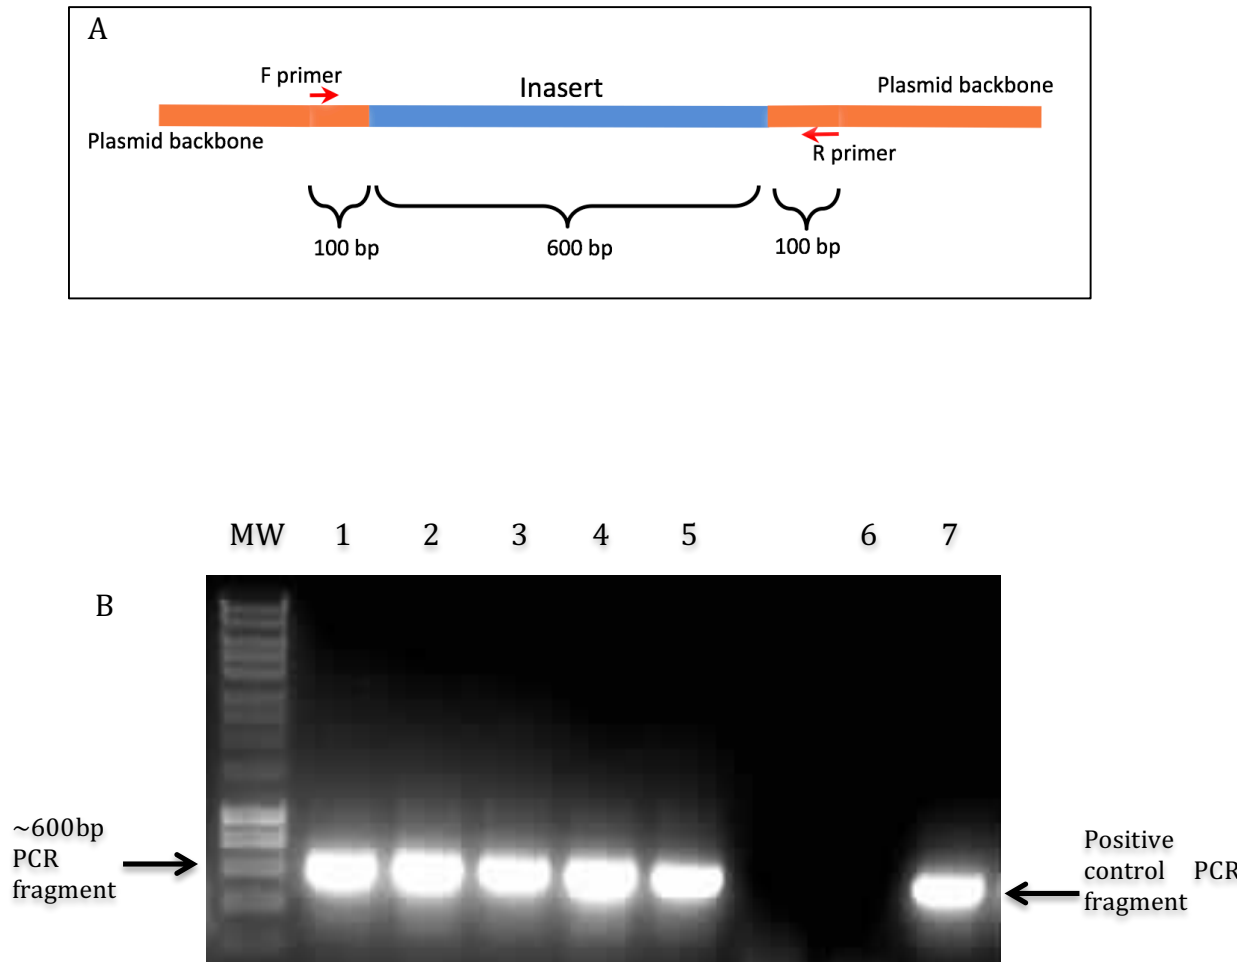 A
F primer
Inasert
Plasmid backbone
Plasmid backbone
R primer
100 bp
600 bp
100 bp
MW 1 2 3 4 5 6 7
B
~600bp
PCR
fragment
Positive
control PCR
fragment